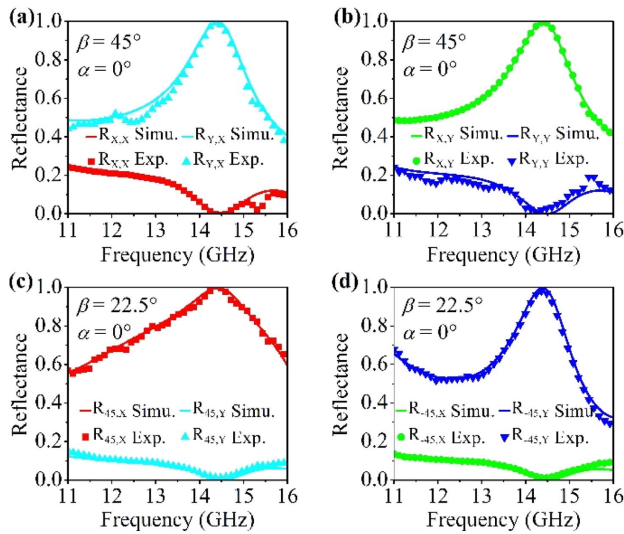 (a)
1.0
0.8
0.6
0.4
0.2
0.0
Reflectance
β = 45°
α = 0°
R_X,X Simu. R_Y,X Simu.
R_X,X Exp. R_Y,X Exp.
11 12 13 14 15 16
Frequency (GHz)
(b)
1.0
0.8
0.6
0.4
0.2
0.0
Reflectance
β = 45°
α = 0°
R_X,Y Simu. R_Y,Y Simu.
R_X,Y Exp. R_Y,Y Exp.
11 12 13 14 15 16
Frequency (GHz)
(c)
1.0
0.8
0.6
0.4
0.2
0.0
Reflectance
β = 22.5°
α = 0°
R_45,X Simu. R_45,Y Simu.
R_45,X Exp. R_45,Y Exp.
11 12 13 14 15 16
Frequency (GHz)
(d)
1.0
0.8
0.6
0.4
0.2
0.0
Reflectance
β = 22.5°
α = 0°
R_-45,X Simu. R_-45,Y Simu.
R_-45,X Exp. R_-45,Y Exp.
11 12 13 14 15 16
Frequency (GHz)